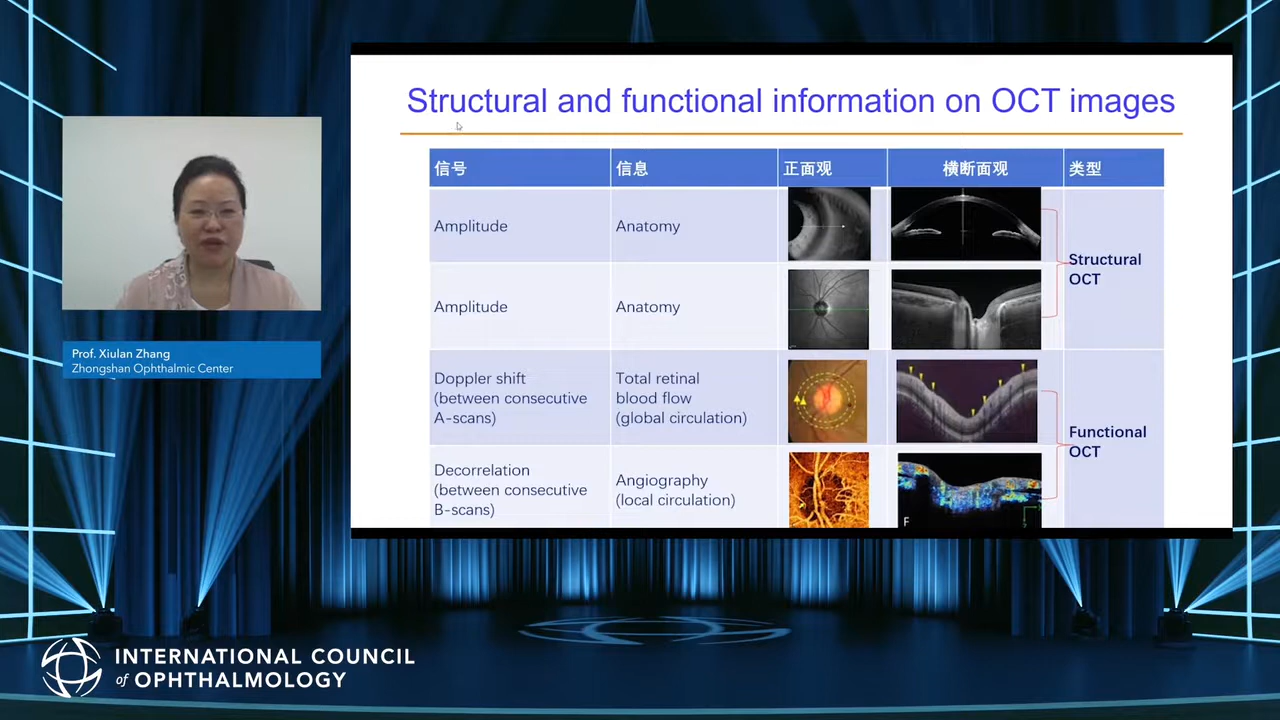 Structural and functional information on OCT images
信号 信息 正面观 横断面观 类型
Amplitude Anatomy
Structural
OCT
Amplitude Anatomy
Doppler shift
(between consecutive
A-scans)
Total retinal
blood flow
(global circulation)
Functional
OCT
Decorrelation
(between consecutive
B-scans)
Angiography
(local circulation)
F
Prof. Xiulan Zhang
Zhongshan Ophthalmic Center
INTERNATIONAL COUNCIL
of OPHTHALMOLOGY